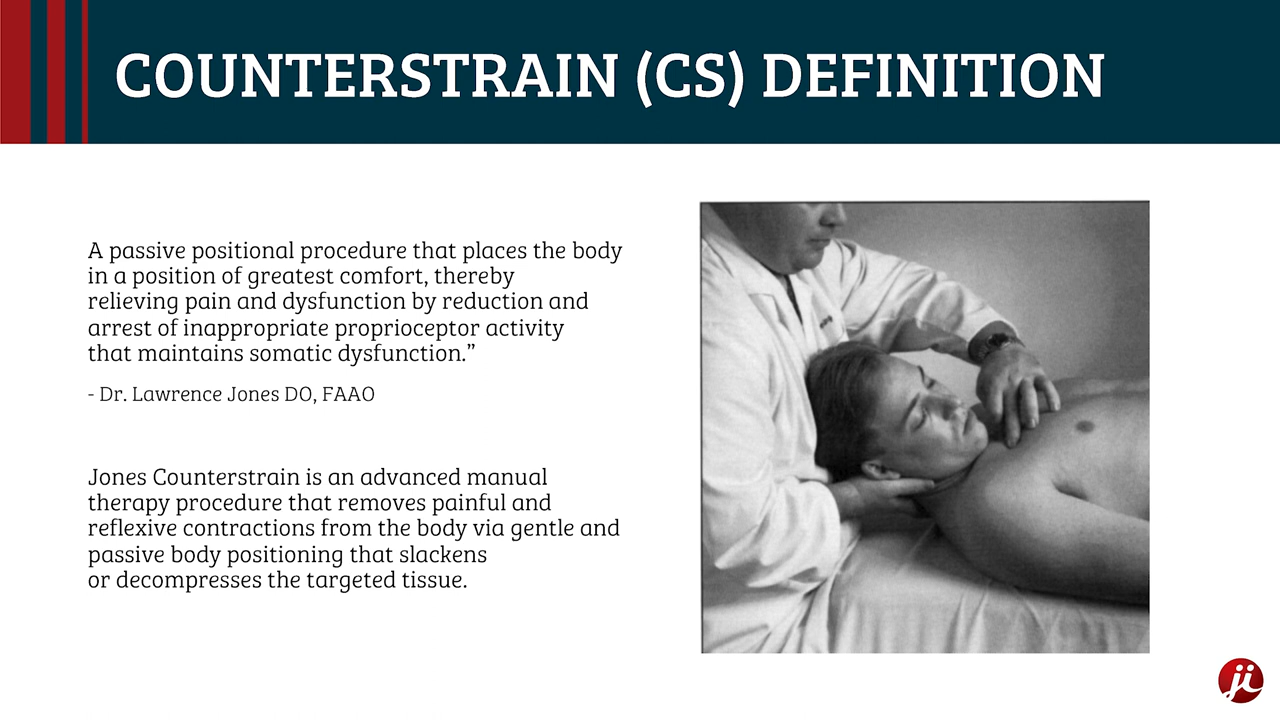 COUNTERSTRAIN (CS) DEFINITION
A passive positional procedure that places the body
in a position of greatest comfort, thereby
relieving pain and dysfunction by reduction and
arrest of inappropriate proprioceptor activity
that maintains somatic dysfunction.”
- Dr. Lawrence Jones DO, FAAO
Jones Counterstrain is an advanced manual
therapy procedure that removes painful and
reflexive contractions from the body via gentle and
passive body positioning that slackens
or decompresses the targeted tissue.
ji